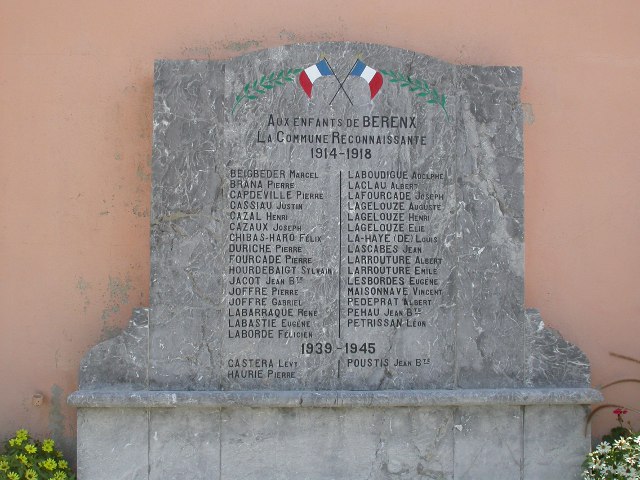 AUX ENFANTS DE BERENX
LA COMMUNE RECONNAISSANTE
1914-1918
BEIGBEDER MARCEL
BRANA PIERRE
CAPDEVILLE PIERRE
CASSIAU JUSTIN
CAZAL HENRI
CAZAUX JOSEPH
CHIBAS-HARO FÉLIX
DURICHE PIERRE
FOURCADE PIERRE
HOURDEBAIGT SYLVAIN
JACOT JEAN BTE
JOFFRE PIERRE
JOFFRE GABRIEL
LABARRAQUE RENÉ
LABASTIE EUGÈNE
LABORDE FÉLICIEN
LABOUDIGUE ADOLPHE
LACLAU ALBERT
LAFOURCADE JOSEPH
LAGELOUZE AUGUSTE
LAGELOUZE HENRI
LAGELOUZE ELIE
LA-HAYE (DE) LOUIS
LASCABES JEAN
LARROUTURE ALBERT
LARROUTURE EMILE
LESBORDES EUGÈNE
MAISONNAVE VINCENT
PEDEPRAT ALBERT
PEHAU JEAN BTE
PETRISSAN LÉON
1939-1945
CASTERA LÉVY
HAURIE PIERRE
POUSTIS JEAN BTE